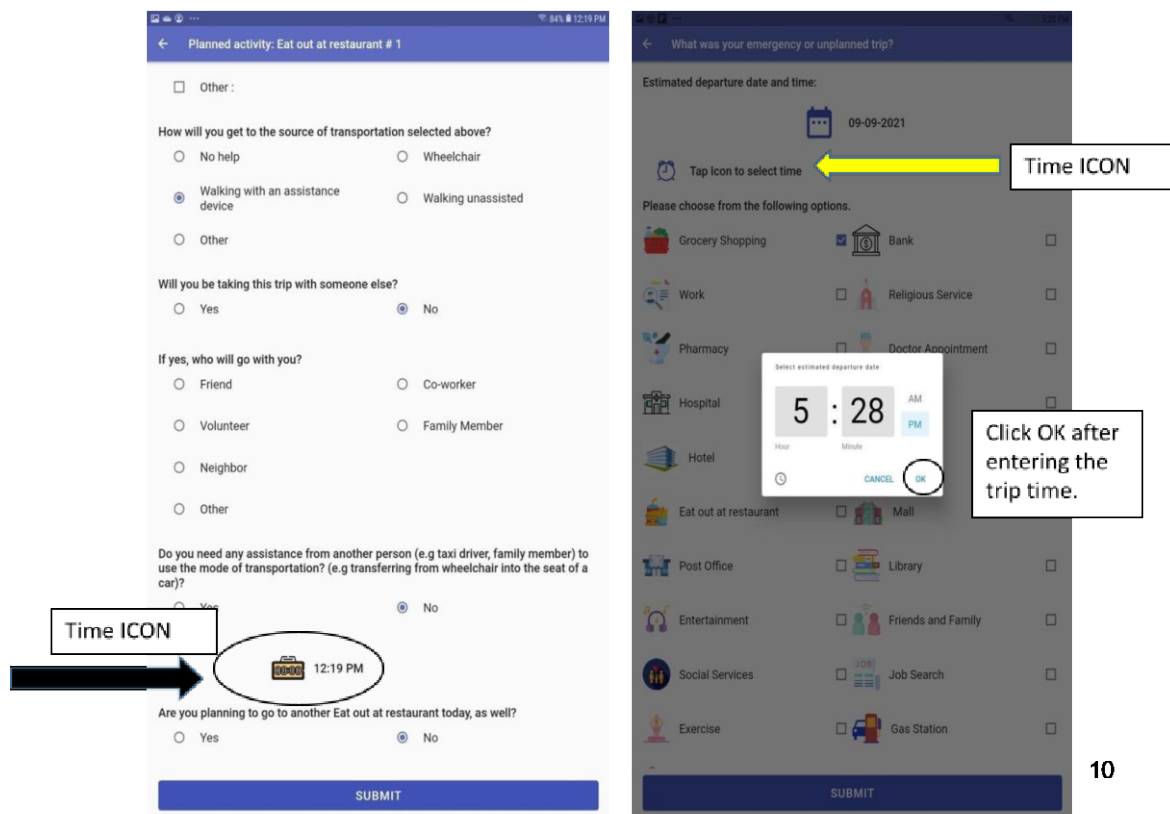 84% 12:19 PM
Planned activity: Eat out at restaurant # 1
Other :
How will you get to the source of transportation selected above?
No help
Wheelchair
Walking with an assistance
device
Walking unassisted
Other
Will you be taking this trip with someone else?
Yes
No
If yes, who will go with you?
Friend
Co-worker
Volunteer
Family Member
Neighbor
Other
Do you need any assistance from another person (e.g taxi driver, family member) to
use the mode of transportation? (e.g transferring from wheelchair into the seat of a
car)?
Yes
No
Time ICON
00:00
12:19 PM
Are you planning to go to another Eat out at restaurant today, as well?
Yes
No
SUBMIT
What was your emergency or unplanned trip?
Estimated departure date and time:
09-09-2021
Tap Icon to select time
Time ICON
Please choose from the following options.
Grocery Shopping
Bank
Work
Religious Service
Pharmacy
Doctor Appointment
Hospital
Hotel
Select estimated departure date
5 : 28
AM
PM
Hour
Minute
CANCEL
OK
Click OK after
entering the
trip time.
Eat out at restaurant
Mall
Post Office
Library
Entertainment
Friends and Family
Social Services
JOB
Job Search
Exercise
Gas Station
SUBMIT
10